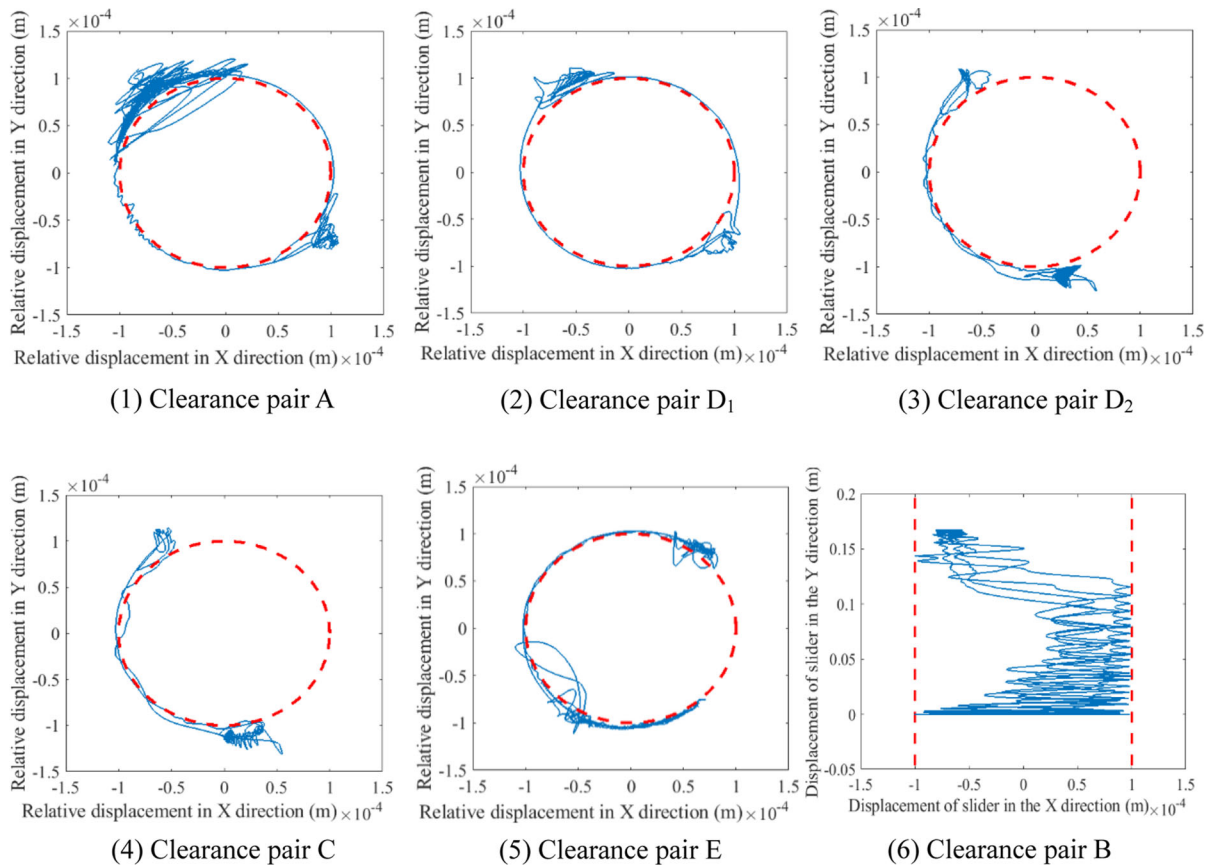 ×10⁻⁴
Relative displacement in Y direction (m)
1.5
1
0.5
0
-0.5
-1
-1.5
-1.5 -1 -0.5 0 0.5 1 1.5
Relative displacement in X direction (m) ×10⁻⁴
(1) Clearance pair A
×10⁻⁴
Relative displacement in Y direction (m)
1.5
1
0.5
0
-0.5
-1
-1.5
-1.5 -1 -0.5 0 0.5 1 1.5
Relative displacement in X direction (m) ×10⁻⁴
(2) Clearance pair D₁
×10⁻⁴
Relative displacement in Y direction (m)
1.5
1
0.5
0
-0.5
-1
-1.5
-1.5 -1 -0.5 0 0.5 1 1.5
Relative displacement in X direction (m) ×10⁻⁴
(3) Clearance pair D₂
×10⁻⁴
Relative displacement in Y direction (m)
1.5
1
0.5
0
-0.5
-1
-1.5
-1.5 -1 -0.5 0 0.5 1 1.5
Relative displacement in X direction (m) ×10⁻⁴
(4) Clearance pair C
×10⁻⁴
Relative displacement in Y direction (m)
1.5
1
0.5
0
-0.5
-1
-1.5
-1.5 -1 -0.5 0 0.5 1 1.5
Relative displacement in X direction (m) ×10⁻⁴
(5) Clearance pair E
Displacement of slider in the Y direction (m)
0.2
0.15
0.1
0.05
0
-0.05
-1.5 -1 -0.5 0 0.5 1 1.5
Displacement of slider in the X direction (m) ×10⁻⁴
(6) Clearance pair B